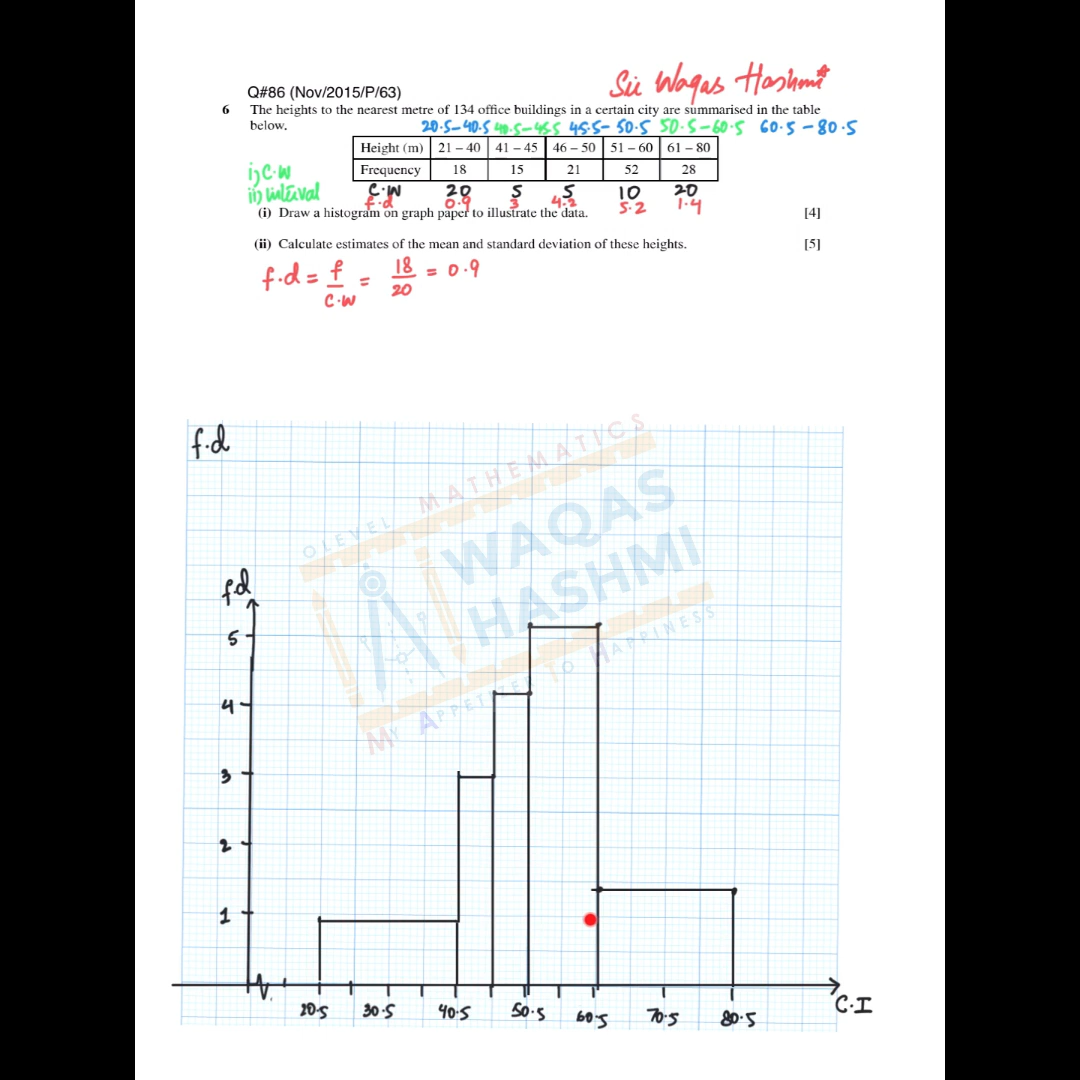 Q#86 (Nov/2015/P/63)
Sir Waqas Hashmi
6 The heights to the nearest metre of 134 office buildings in a certain city are summarised in the table
below.
20.5-40.5 40.5-45.5 45.5-50.5 50.5-60.5 60.5-80.5
Height (m) 21 – 40 41 – 45 46 – 50 51 – 60 61 – 80
i) C.W
Frequency 18 15 21 52 28
ii) interval
C.W 20 5 5 10 20
f.d 0.9 3 4.2 5.2 1.4
(i) Draw a histogram on graph paper to illustrate the data. [4]
(ii) Calculate estimates of the mean and standard deviation of these heights. [5]
f.d = f/C.W = 18/20 = 0.9
f.d
OLEVEL MATHEMATICS
WAQAS
HASHMI
MY APPETIZER TO HAPPINESS
f.d
5
4
3
2
1
20.5 30.5 40.5 50.5 60.5 70.5 80.5
C.I